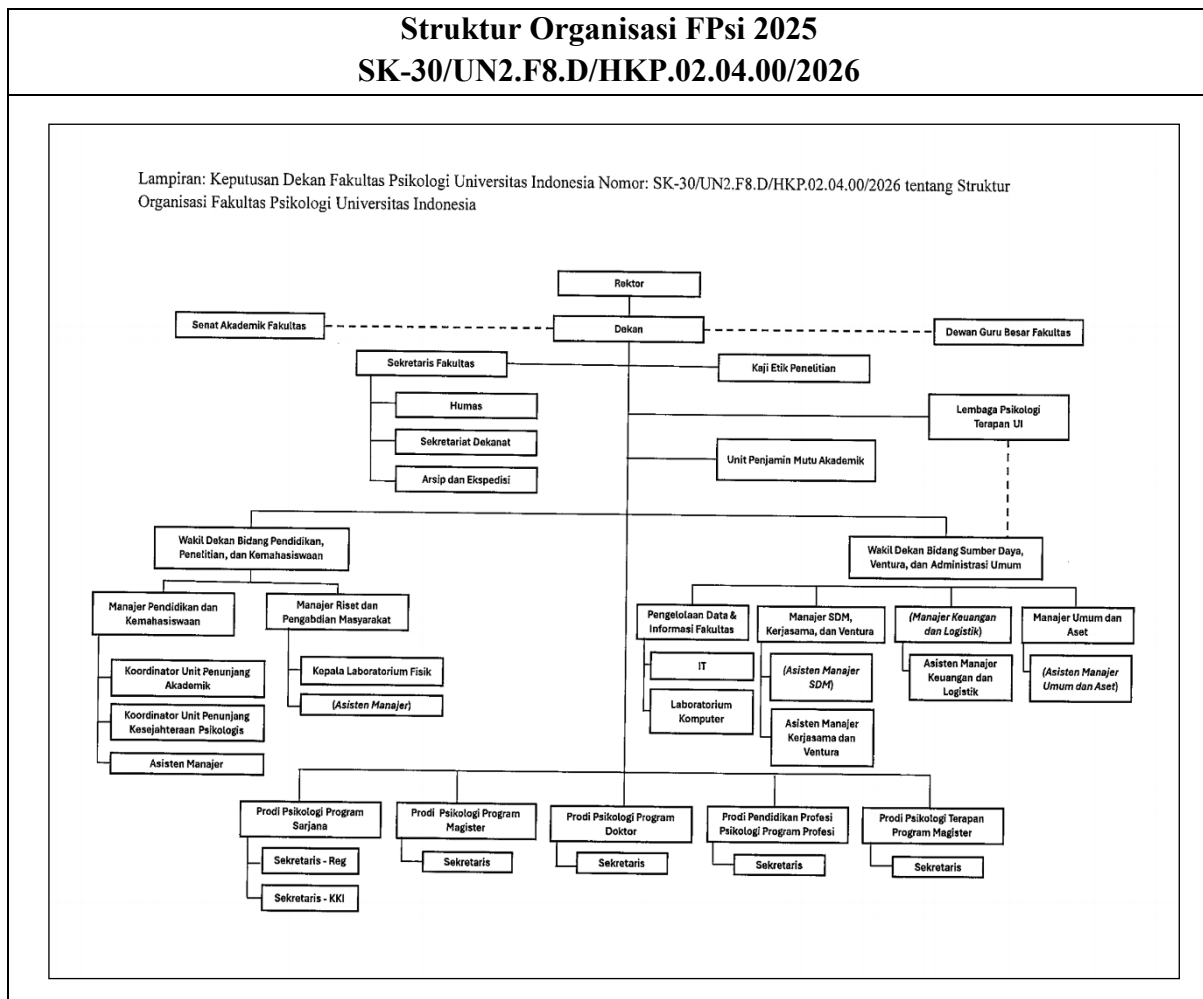 Struktur Organisasi FPsi 2025
SK-30/UN2.F8.D/HKP.02.04.00/2026
Lampiran: Keputusan Dekan Fakultas Psikologi Universitas Indonesia Nomor: SK-30/UN2.F8.D/HKP.02.04.00/2026 tentang Struktur
Organisasi Fakultas Psikologi Universitas Indonesia
Rektor
Senat Akademik Fakultas
Dekan
Dewan Guru Besar Fakultas
Sekretaris Fakultas
Kaji Etik Penelitian
Humas
Lembaga Psikologi
Terapan UI
Sekretariat Dekanat
Unit Penjamin Mutu Akademik
Arsip dan Ekspedisi
Wakil Dekan Bidang Pendidikan,
Penelitian, dan Kemahasiswaan
Wakil Dekan Bidang Sumber Daya,
Ventura, dan Administrasi Umum
Manajer Pendidikan dan
Kemahasiswaan
Manajer Riset dan
Pengabdian Masyarakat
Pengelolaan Data &
Informasi Fakultas
Manajer SDM,
Kerjasama, dan Ventura
(Manajer Keuangan
dan Logistik)
Manajer Umum dan
Aset
Koordinator Unit Penunjang
Akademik
Kepala Laboratorium Fisik
IT
(Asisten Manajer
SDM)
Asisten Manajer
Keuangan dan
Logistik
(Asisten Manajer
Umum dan Aset)
Koordinator Unit Penunjang
Kesejahteraan Psikologis
(Asisten Manajer)
Laboratorium
Komputer
Asisten Manajer
Kerjasama dan
Ventura
Asisten Manajer
Prodi Psikologi Program
Sarjana
Prodi Psikologi Program
Magister
Prodi Psikologi Program
Doktor
Prodi Pendidikan Profesi
Psikologi Program Profesi
Prodi Psikologi Terapan
Program Magister
Sekretaris - Reg
Sekretaris
Sekretaris
Sekretaris
Sekretaris
Sekretaris - KKI